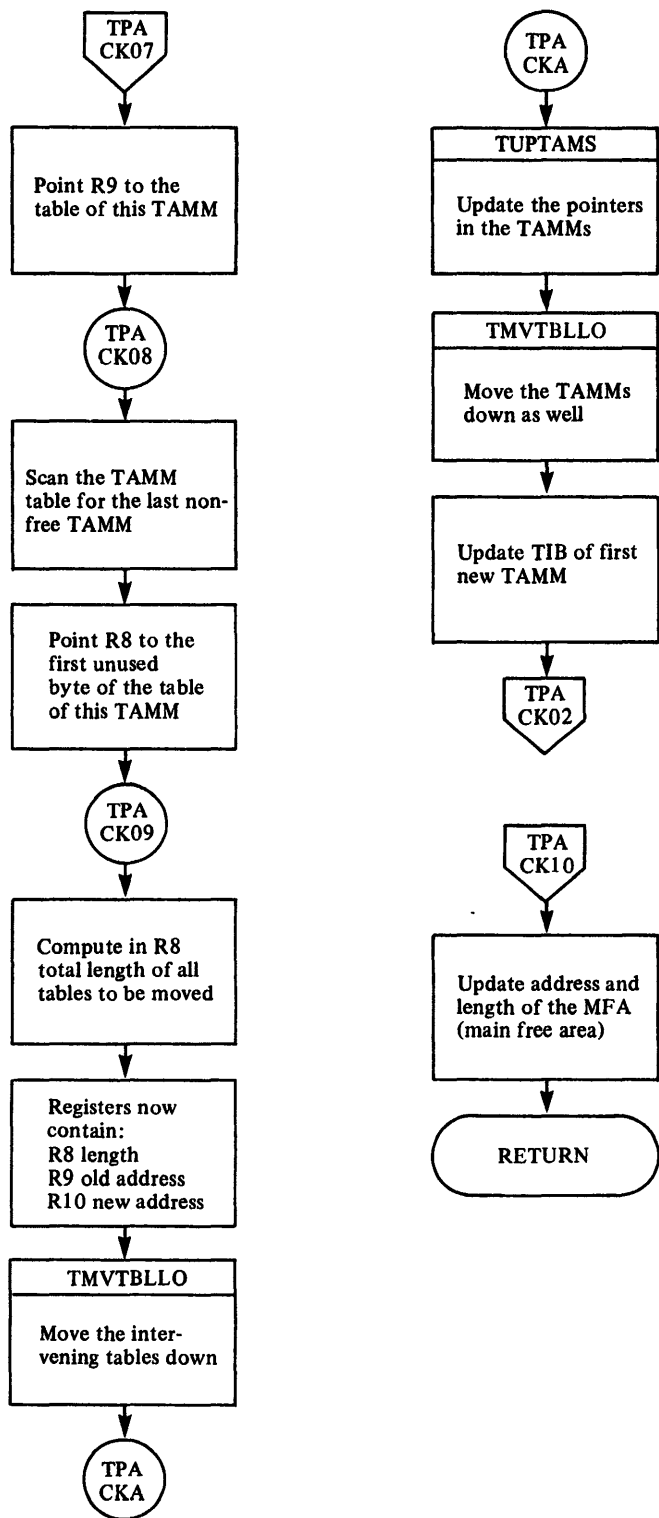 TPA
CK07
Point R9 to the
table of this TAMM
TPA
CK08
Scan the TAMM
table for the last non-
free TAMM
Point R8 to the
first unused
byte of the table
of this TAMM
TPA
CK09
Compute in R8
total length of all
tables to be moved
Registers now
contain:
R8 length
R9 old address
R10 new address
TMVTBLLO
Move the inter-
vening tables down
TPA
CKA
TPA
CKA
TUPTAMS
Update the pointers
in the TAMMs
TMVTBLLO
Move the TAMMs
down as well
Update TIB of first
new TAMM
TPA
CK02
TPA
CK10
Update address and
length of the MFA
(main free area)
RETURN